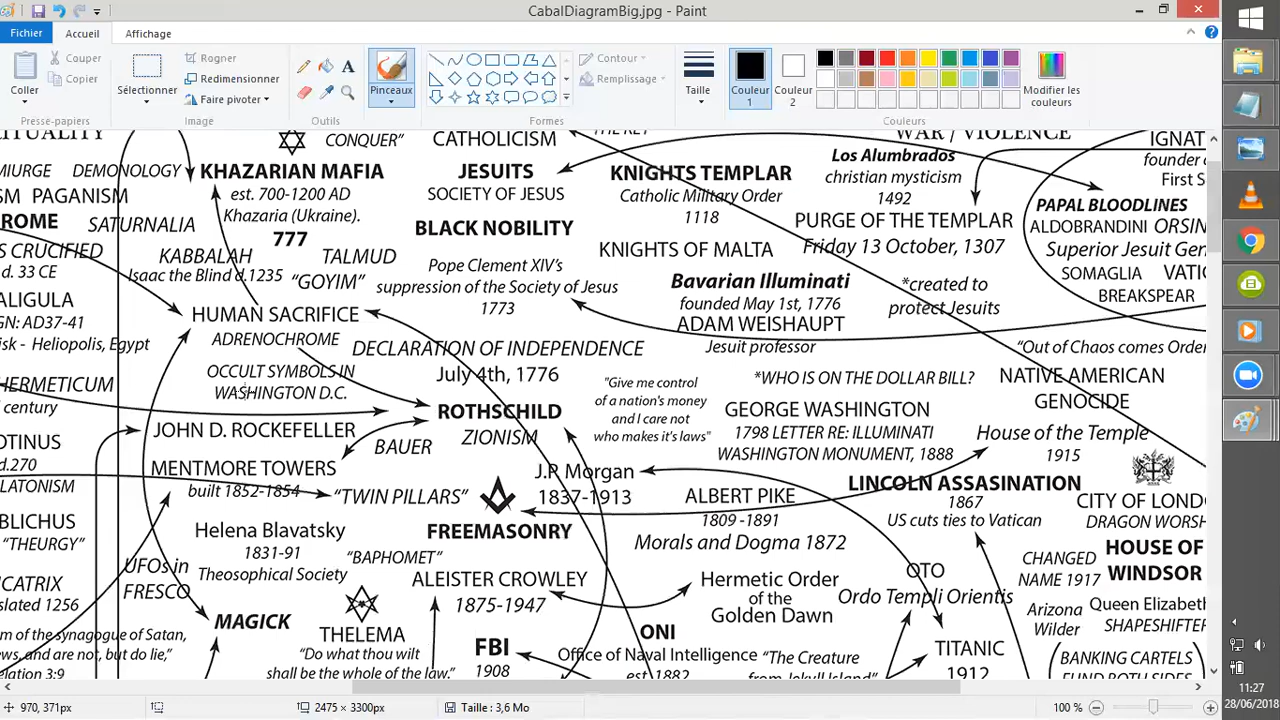 CabalDiagramBig.jpg - Paint
Fichier
Accueil
Affichage
Coller
Couper
Copier
Presse-papiers
Sélectionner
Rogner
Redimensionner
Faire pivoter
Image
A
Outils
Pinceaux
Contour
Remplissage
Formes
Taille
Couleur
1
Couleur
2
Modifier les
couleurs
Couleurs
ITUALITY
CONQUER"
CATHOLICISM
THE KEY
WAR / VIOLENCE
IGNAT
founder
First S
MIURGE DEMONOLOGY
SM PAGANISM
ROME
SATURNALIA
S CRUCIFIED
d. 33 CE
KHAZARIAN MAFIA
est. 700-1200 AD
Khazaria (Ukraine).
777
KABBALAH
TALMUD
Isaac the Blind d.1235
"GOYIM"
JESUITS
SOCIETY OF JESUS
BLACK NOBILITY
Pope Clement XIV's
suppression of the Society of Jesus
1773
KNIGHTS TEMPLAR
Catholic Military Order
1118
KNIGHTS OF MALTA
Bavarian Illuminati
founded May 1st, 1776
ADAM WEISHAUPT
Jesuit professor
Los Alumbrados
christian mysticism
1492
PURGE OF THE TEMPLAR
Friday 13 October, 1307
*created to
protect Jesuits
PAPAL BLOODLINES
ALDOBRANDINI ORSIN
Superior Jesuit Gen
SOMAGLIA VATIC
BREAKSPEAR
"Out of Chaos comes Order
ALIGULA
GN: AD37-41
isk - Heliopolis, Egypt
HERMETICUM
century
HUMAN SACRIFICE
ADRENOCHROME
OCCULT SYMBOLS IN
WASHINGTON D.C.
DECLARATION OF INDEPENDENCE
July 4th, 1776
"Give me control
of a nation's money
and I care not
who makes it's laws"
*WHO IS ON THE DOLLAR BILL?
GEORGE WASHINGTON
1798 LETTER RE: ILLUMINATI
WASHINGTON MONUMENT, 1888
NATIVE AMERICAN
GENOCIDE
House of the Temple
1915
ROTHSCHILD
ZIONISM
JOHN D. ROCKEFELLER
BAUER
OTINUS
d.270
LATONISM
MENTMORE TOWERS
built 1852-1854
"TWIN PILLARS"
J.P Morgan
1837-1913
ALBERT PIKE
1809 -1891
Morals and Dogma 1872
LINCOLN ASSASINATION
1867
US cuts ties to Vatican
CITY OF LOND
DRAGON WORSH
HOUSE OF
WINDSOR
CHANGED
NAME 1917
BLICHUS
"THEURGY"
Helena Blavatsky
1831-91
Theosophical Society
FREEMASONRY
"BAPHOMET"
ALEISTER CROWLEY
1875-1947
Hermetic Order
of the
Golden Dawn
OTO
Ordo Templi Orientis
Arizona
Wilder
Queen Elizabeth
SHAPESHIFTER
UFOs in
FRESCO
ICATRIX
slated 1256
MAGICK
THELEMA
"Do what thou wilt
shall be the whole of the law."
m of the synagogue of Satan,
ws, and are not, but do lie,"
elation 3:9
FBI
1908
ONI
Office of Naval Intelligence
est. 1882
"The Creature
from Jekyll Island"
TITANIC
1912
BANKING CARTELS
FUND BOTH SIDES
970, 371px
2475 × 3300px
Taille : 3,6 Mo
100 %
11:27
28/06/2018